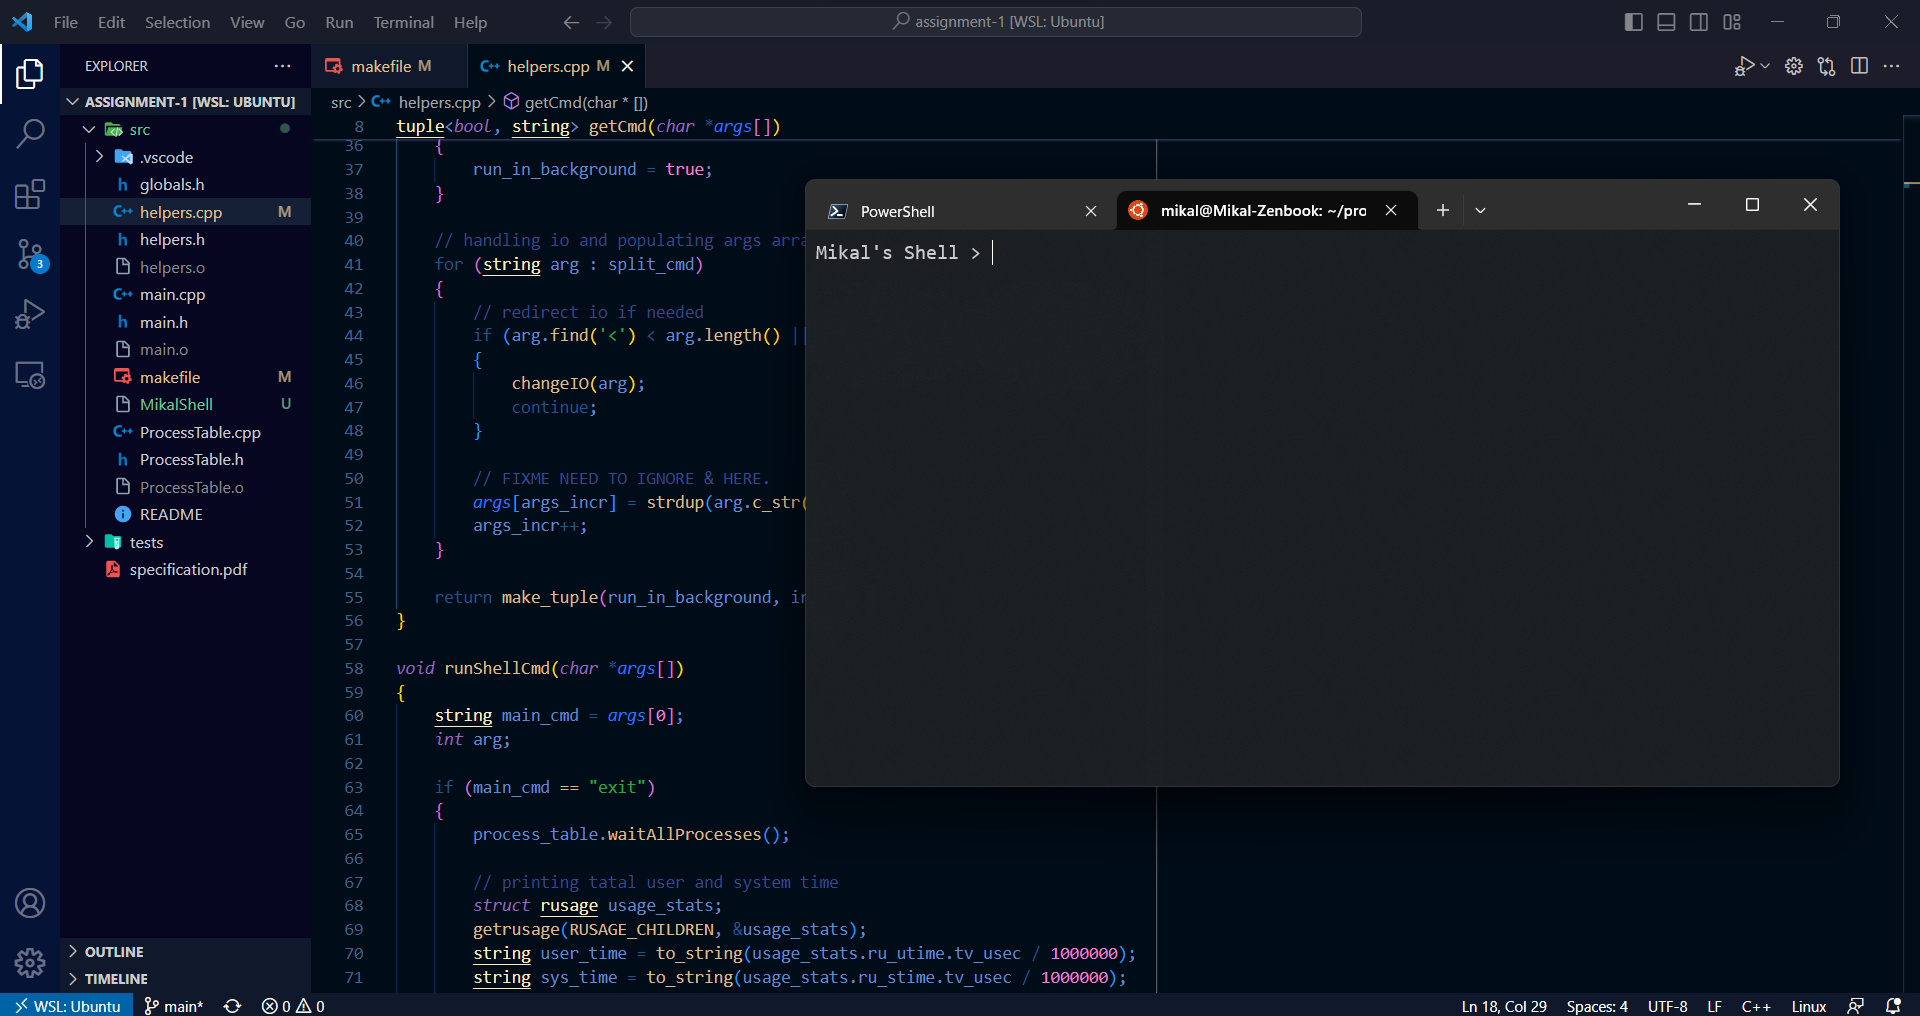 File Edit Selection View Go Run Terminal Help
assignment-1 [WSL: Ubuntu]
EXPLORER
ASSIGNMENT-1 [WSL: UBUNTU]
src
.vscode
globals.h
helpers.cpp M
helpers.h
helpers.o
main.cpp
main.h
main.o
makefile M
MikalShell U
ProcessTable.cpp
ProcessTable.h
ProcessTable.o
README
tests
specification.pdf
OUTLINE
TIMELINE
3
makefile M
helpers.cpp M
src > helpers.cpp > getCmd(char * [])
8 tuple<bool, string> getCmd(char *args[])
36 {
37 run_in_background = true;
38 }
39
40 // handling io and populating args arra
41 for (string arg : split_cmd)
42 {
43 // redirect io if needed
44 if (arg.find('<') < arg.length() ||
45 {
46 changeIO(arg);
47 continue;
48 }
49
50 // FIXME NEED TO IGNORE & HERE.
51 args[args_incr] = strdup(arg.c_str(
52 args_incr++;
53 }
54
55 return make_tuple(run_in_background, in
56 }
57
58 void runShellCmd(char *args[])
59 {
60 string main_cmd = args[0];
61 int arg;
62
63 if (main_cmd == "exit")
64 {
65 process_table.waitAllProcesses();
66
67 // printing tatal user and system time
68 struct rusage usage_stats;
69 getrusage(RUSAGE_CHILDREN, &usage_stats);
70 string user_time = to_string(usage_stats.ru_utime.tv_usec / 1000000);
71 string sys_time = to_string(usage_stats.ru_stime.tv_usec / 1000000);
PowerShell
mikal@Mikal-Zenbook: ~/pro
Mikal's Shell >
WSL: Ubuntu main* 0 0
Ln 18, Col 29 Spaces: 4 UTF-8 LF C++ Linux